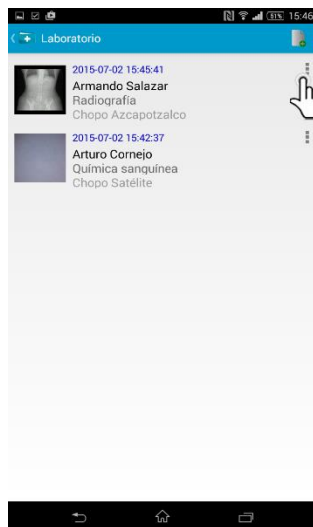 51% 15:46
Laboratorio
2015-07-02 15:45:41
Armando Salazar
Radiografía
Chopo Azcapotzalco
2015-07-02 15:42:37
Arturo Cornejo
Química sanguínea
Chopo Satélite